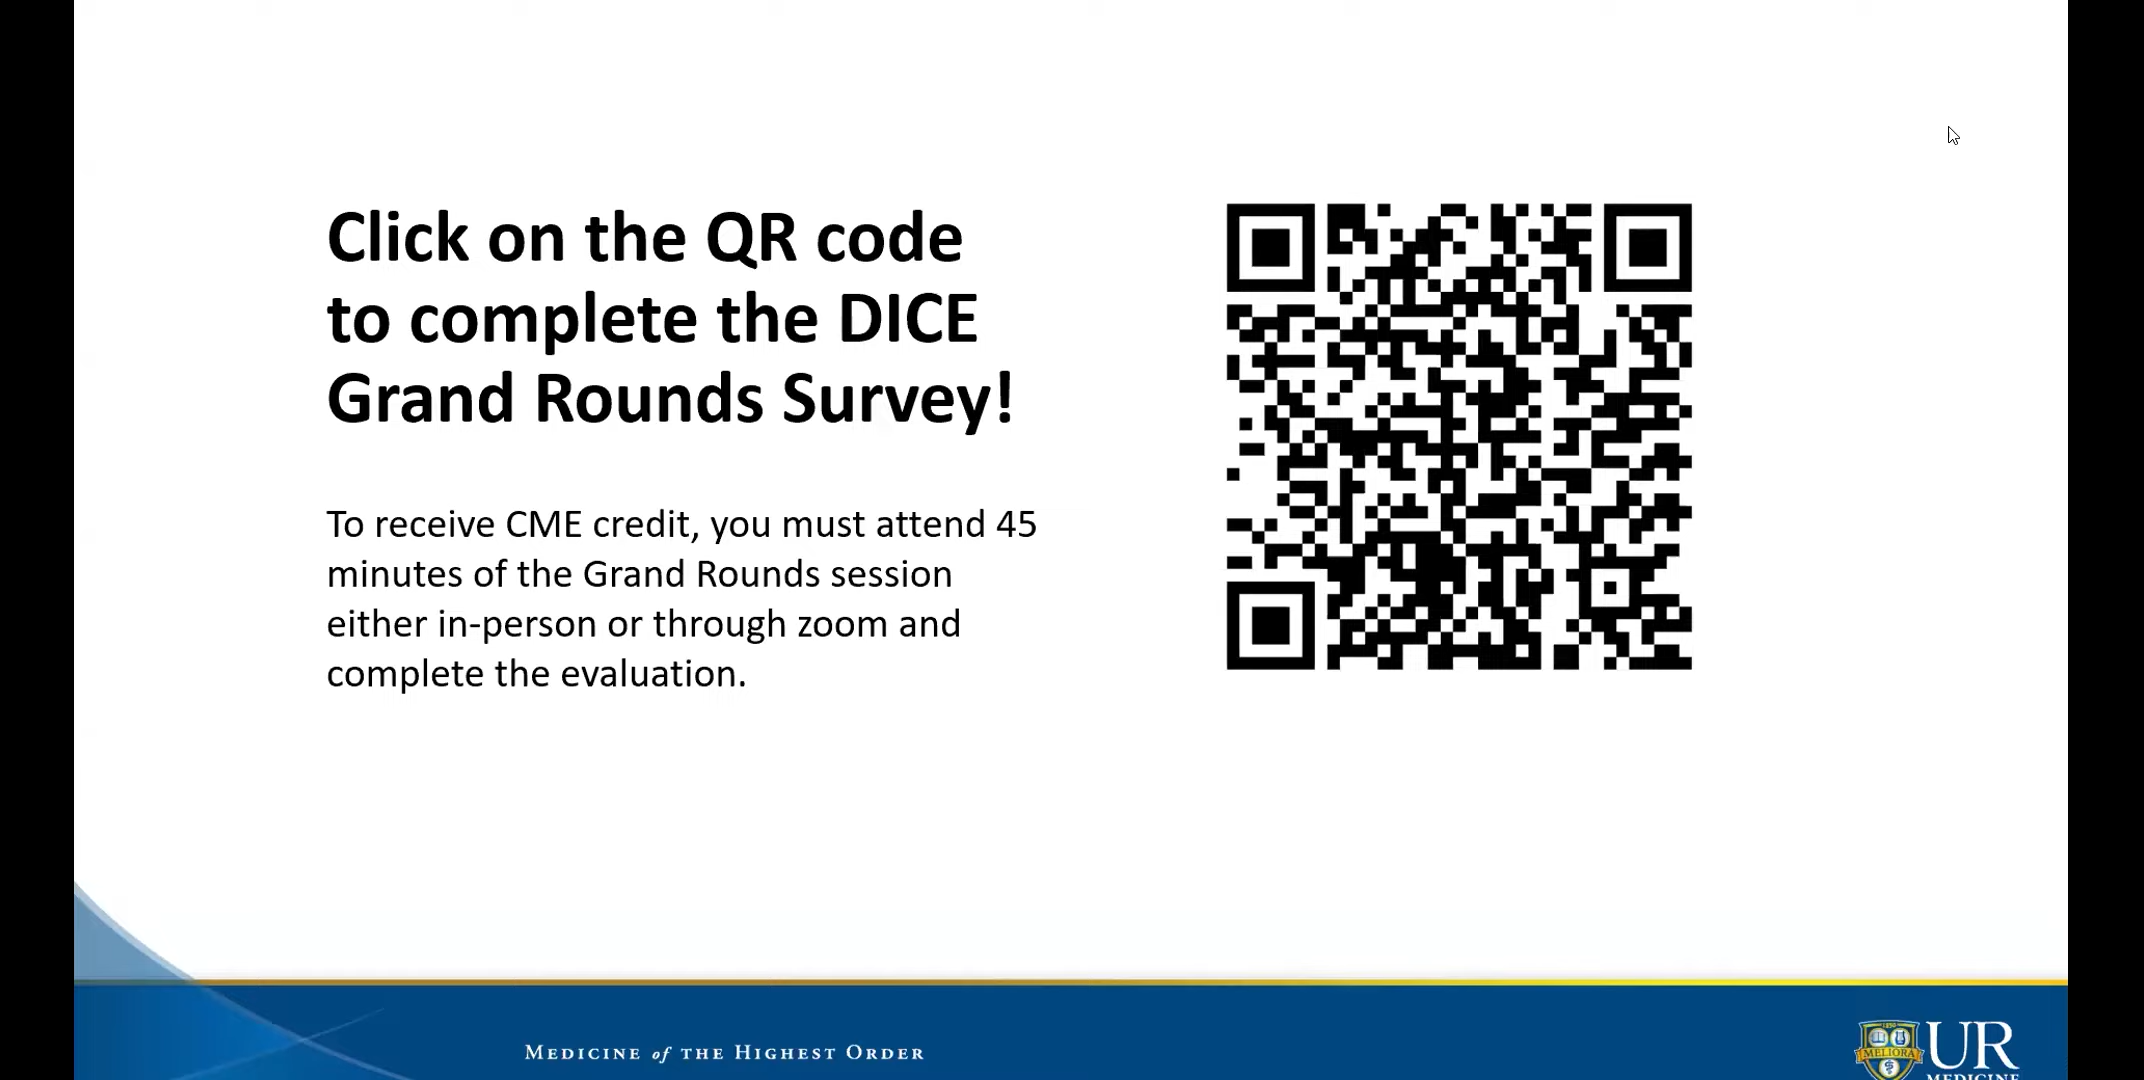 Click on the QR code
to complete the DICE
Grand Rounds Survey!
To receive CME credit, you must attend 45
minutes of the Grand Rounds session
either in-person or through zoom and
complete the evaluation.
MEDICINE of THE HIGHEST ORDER
MELIORA
UR
MEDICINE